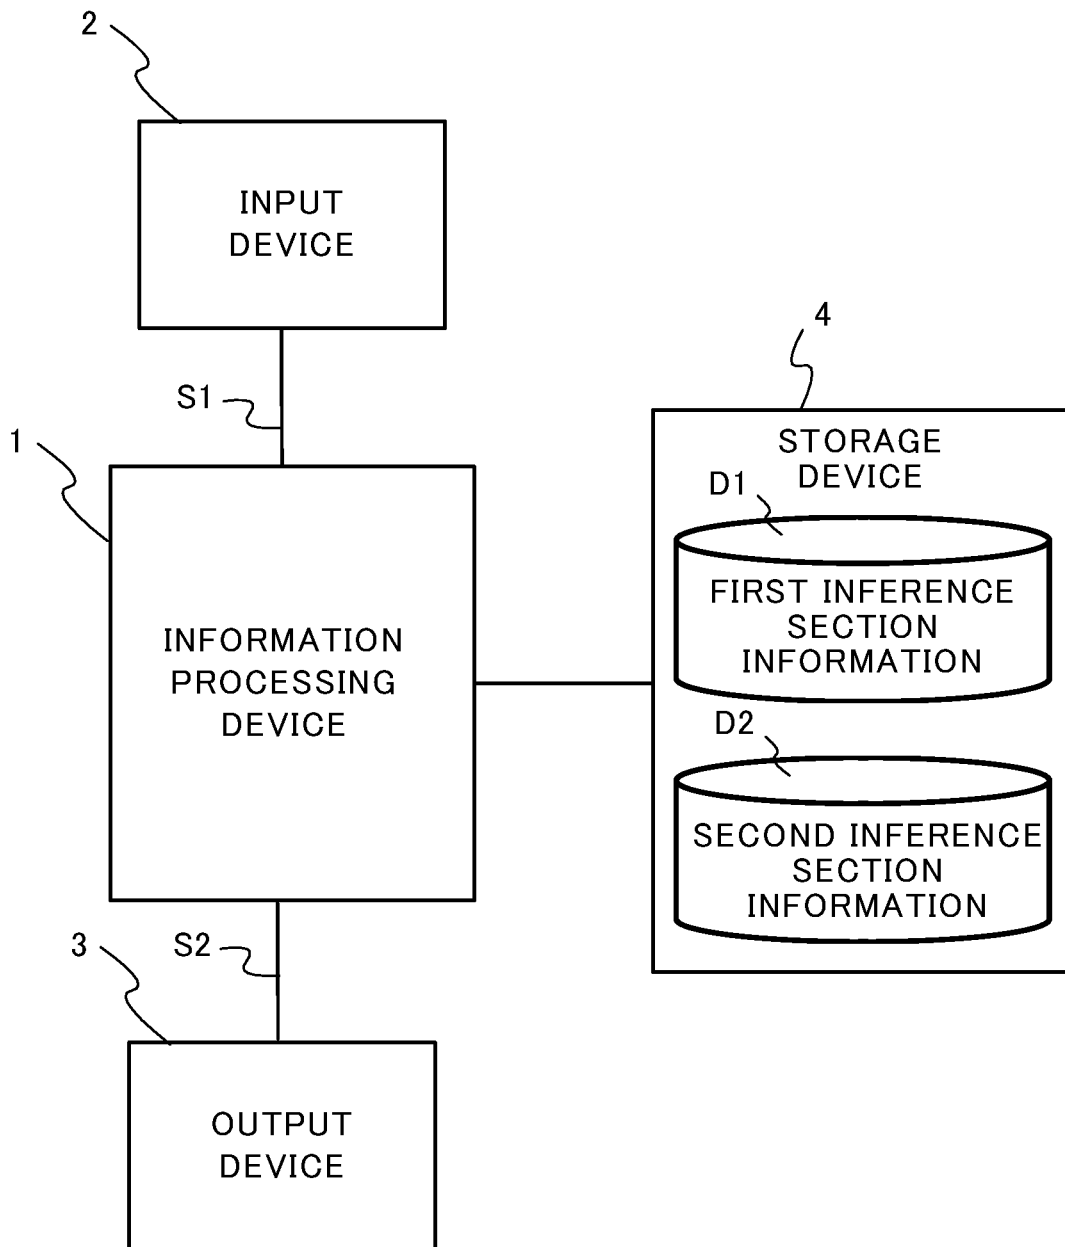 2
INPUT
DEVICE
S1
4
1
STORAGE
DEVICE
D1
FIRST INFERENCE
SECTION
INFORMATION
INFORMATION
PROCESSING
DEVICE
D2
SECOND INFERENCE
SECTION
INFORMATION
3
S2
OUTPUT
DEVICE